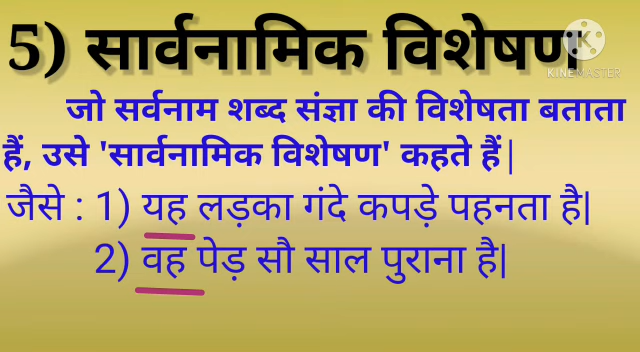 5) सार्वनामिक विशेषण
KINEMASTER
जो सर्वनाम शब्द संज्ञा की विशेषता बताता
हैं, उसे 'सार्वनामिक विशेषण' कहते हैं|
जैसे : 1) यह लड़का गंदे कपड़े पहनता है|
2) वह पेड़ सौ साल पुराना है|